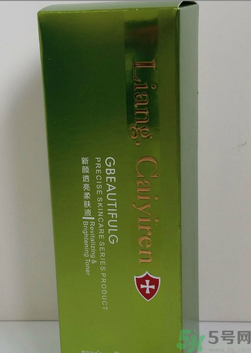 Liang. Caiyiren
GBEAUTIFULG
PRECISE SKINCARE SERIES PRODUCT
新顏透亮柔肤液
Revitalizing &
Brightening Toner
5号网